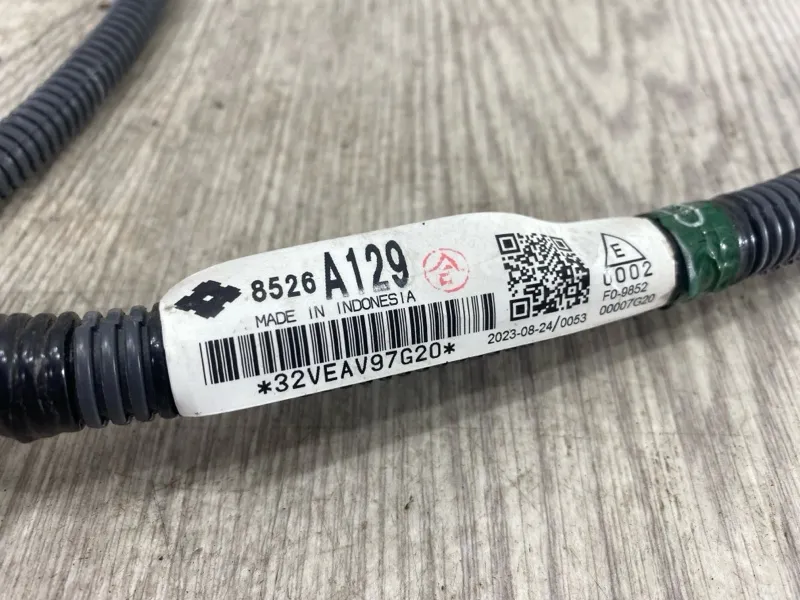 8526 A129
MADE IN INDONESIA
*32VEAV97G20*
2023-08-24/0053
E
0002
F0-9852
00007G20